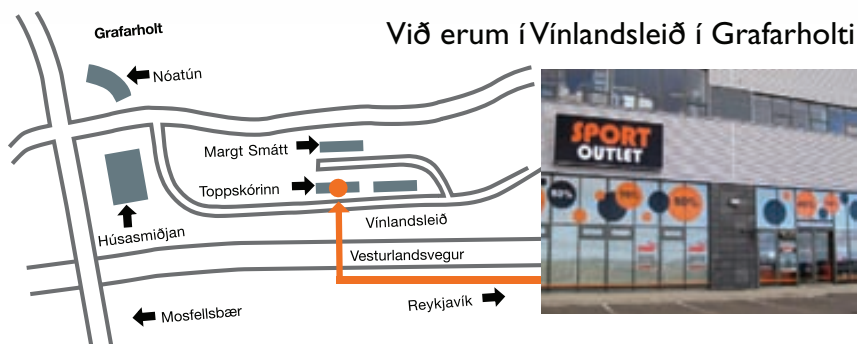 Við erum í Vínlandsleið í Grafarholti
Grafarholt
Nóatún
Margt Smátt
Toppskórinn
Húsasmiðjan
Vínlandsleið
Vesturlandsvegur
Reykjavík
Mosfellsbær
SPORT
OUTLET